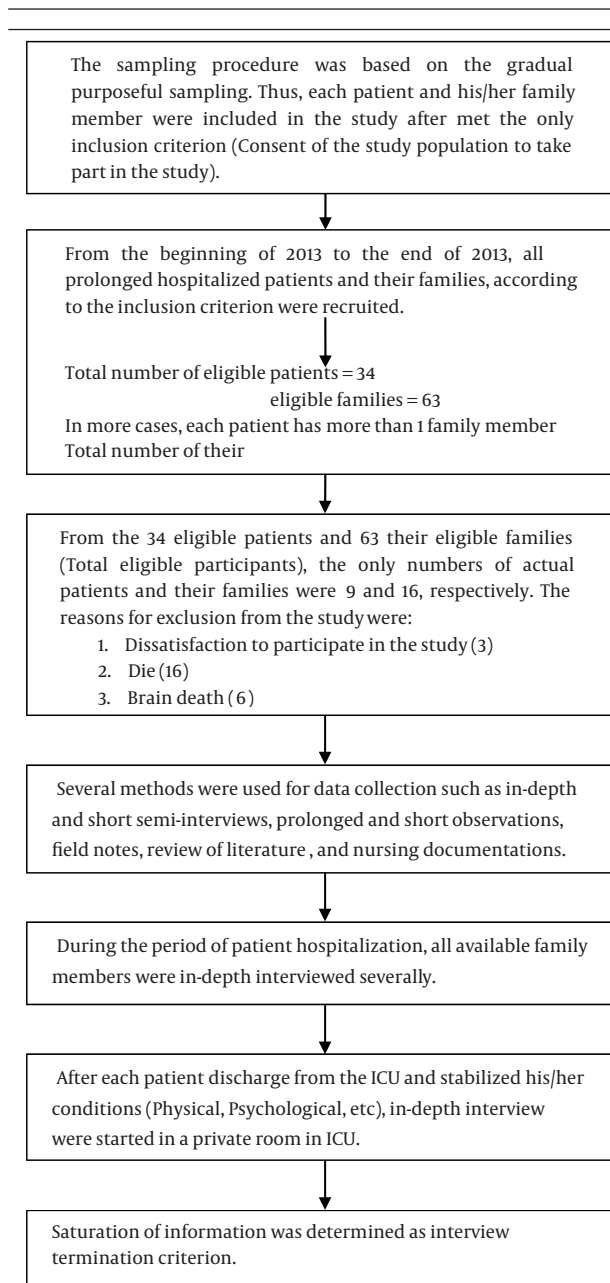 The sampling procedure was based on the gradual
purposeful sampling. Thus, each patient and his/her family
member were included in the study after met the only
inclusion criterion (Consent of the study population to take
part in the study).
From the beginning of 2013 to the end of 2013, all
prolonged hospitalized patients and their families, according
to the inclusion criterion were recruited.
Total number of eligible patients = 34
eligible families = 63
In more cases, each patient has more than 1 family member
Total number of their
From the 34 eligible patients and 63 their eligible families
(Total eligible participants), the only numbers of actual
patients and their families were 9 and 16, respectively. The
reasons for exclusion from the study were:
1. Dissatisfaction to participate in the study (3)
2. Die (16)
3. Brain death ( 6 )
Several methods were used for data collection such as in-depth
and short semi-interviews, prolonged and short observations,
field notes, review of literature , and nursing documentations.
During the period of patient hospitalization, all available family
members were in-depth interviewed severally.
After each patient discharge from the ICU and stabilized his/her
conditions (Physical, Psychological, etc), in-depth interview
were started in a private room in ICU.
Saturation of information was determined as interview
termination criterion.